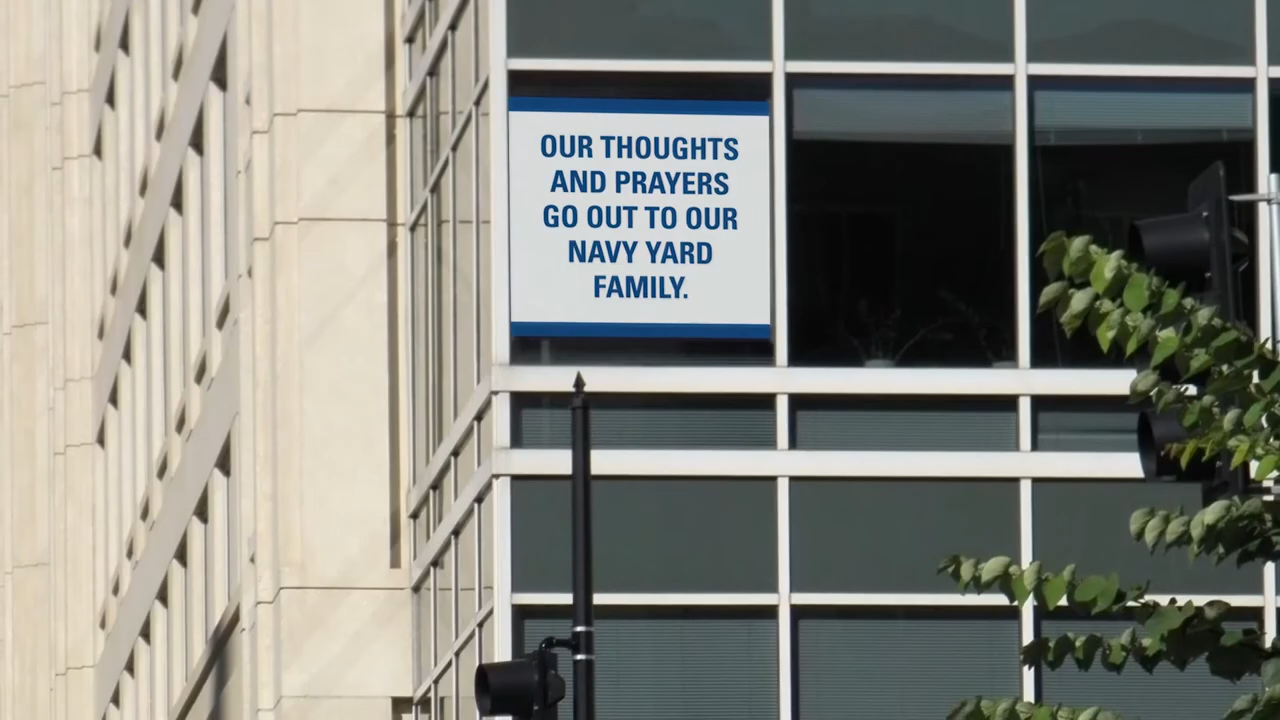 OUR THOUGHTS
AND PRAYERS
GO OUT TO OUR
NAVY YARD
FAMILY.